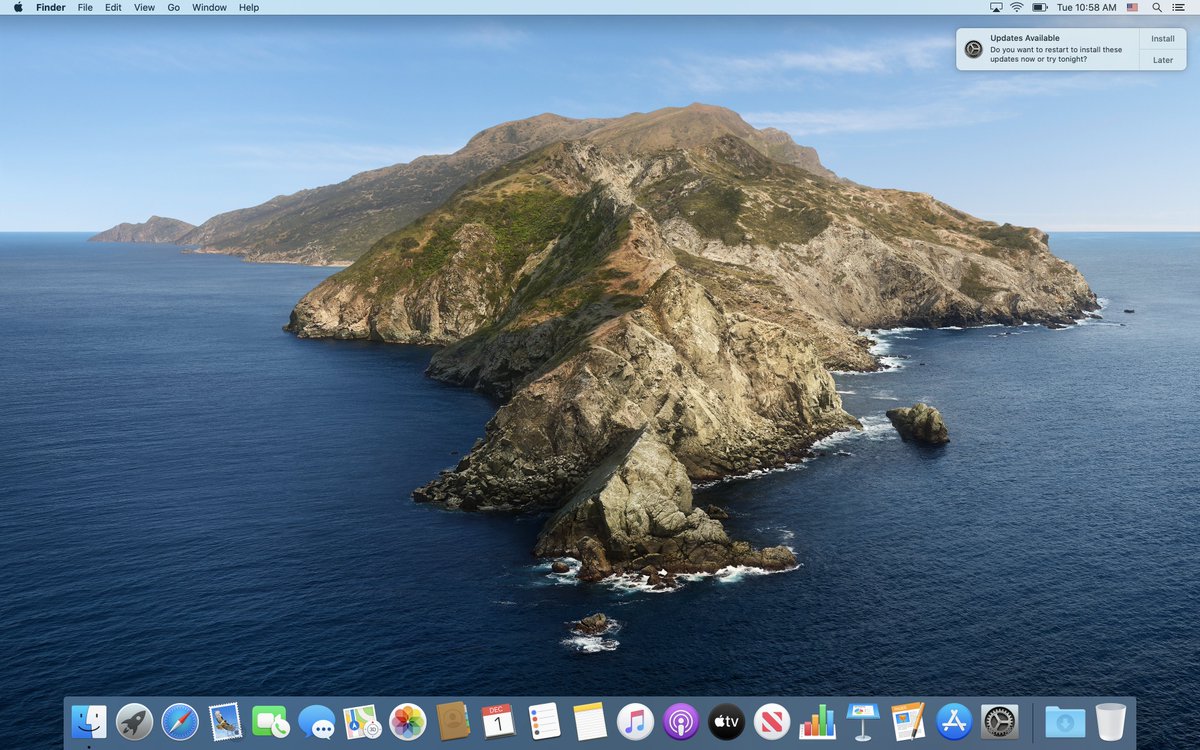 Finder File Edit View Go Window Help
Tue 10:58 AM
Updates Available
Do you want to restart to install these
updates now or try tonight?
Install
Later
DEC
1
3D
tv